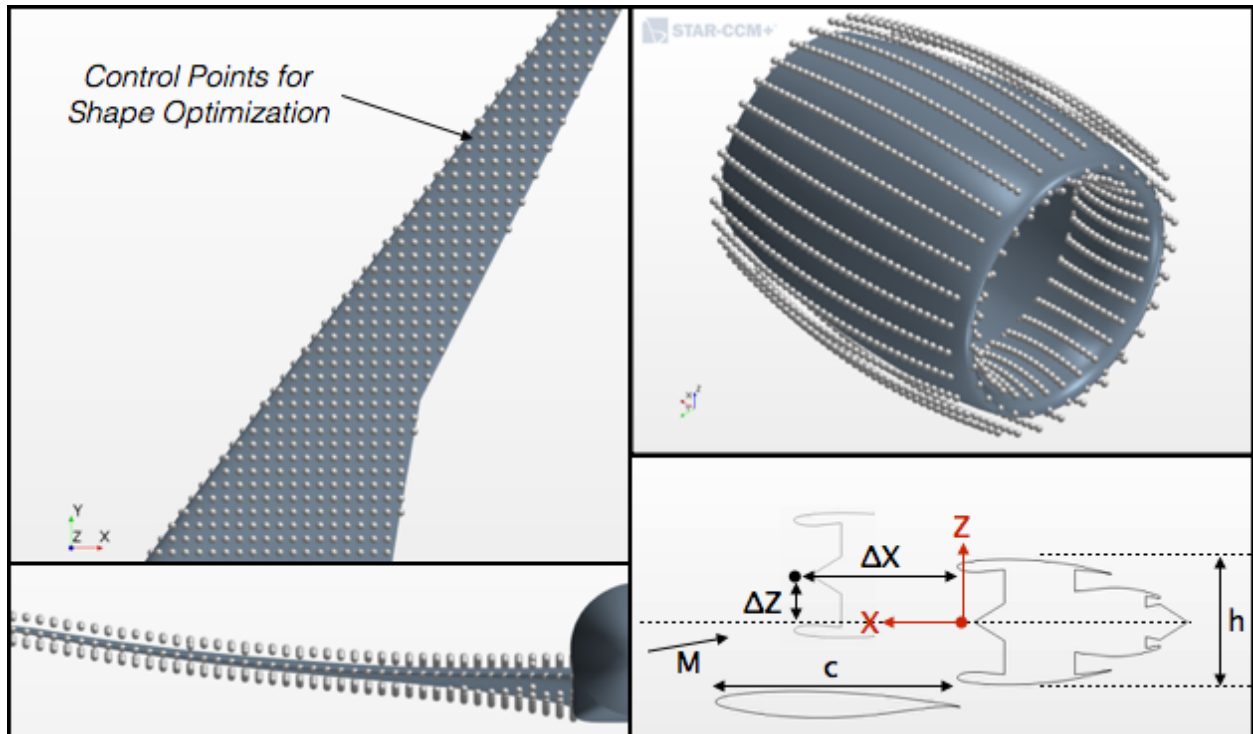 Control Points for
Shape Optimization
Y
Z X
STAR-CCM+
Z
X
Y
Z
ΔX
ΔZ
X
h
M
c